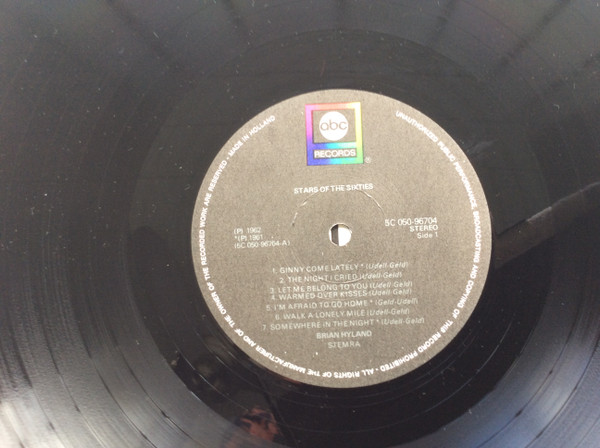 abc
RECORDS
®
STARS OF THE SIXTIES
(P) 1962
*(P) 1961
(SC 050-96704-A)
SC 050-96704
STEREO
Side 1
1. GINNY COME LATELY * (Udell-Geld)
2. THE NIGHT I CRIED (Udell-Geld)
3. LET ME BELONG TO YOU (Udell-Geld)
4. WARMED OVER KISSES (Udell-Geld)
5. I'M AFRAID TO GO HOME * (Geld-Udell)
6. WALK A LONELY MILE (Udell-Geld)
7. SOMEWHERE IN THE NIGHT * (Udell-Geld)
BRIAN HYLAND
STEMRA
UNAUTHORIZED PUBLIC PERFORMANCE, BROADCASTING AND COPYING OF THIS RECORD PROHIBITED • ALL RIGHTS OF THE MANUFACTURER AND OF THE OWNER OF THE RECORDED WORK ARE RESERVED • MADE IN HOLLAND